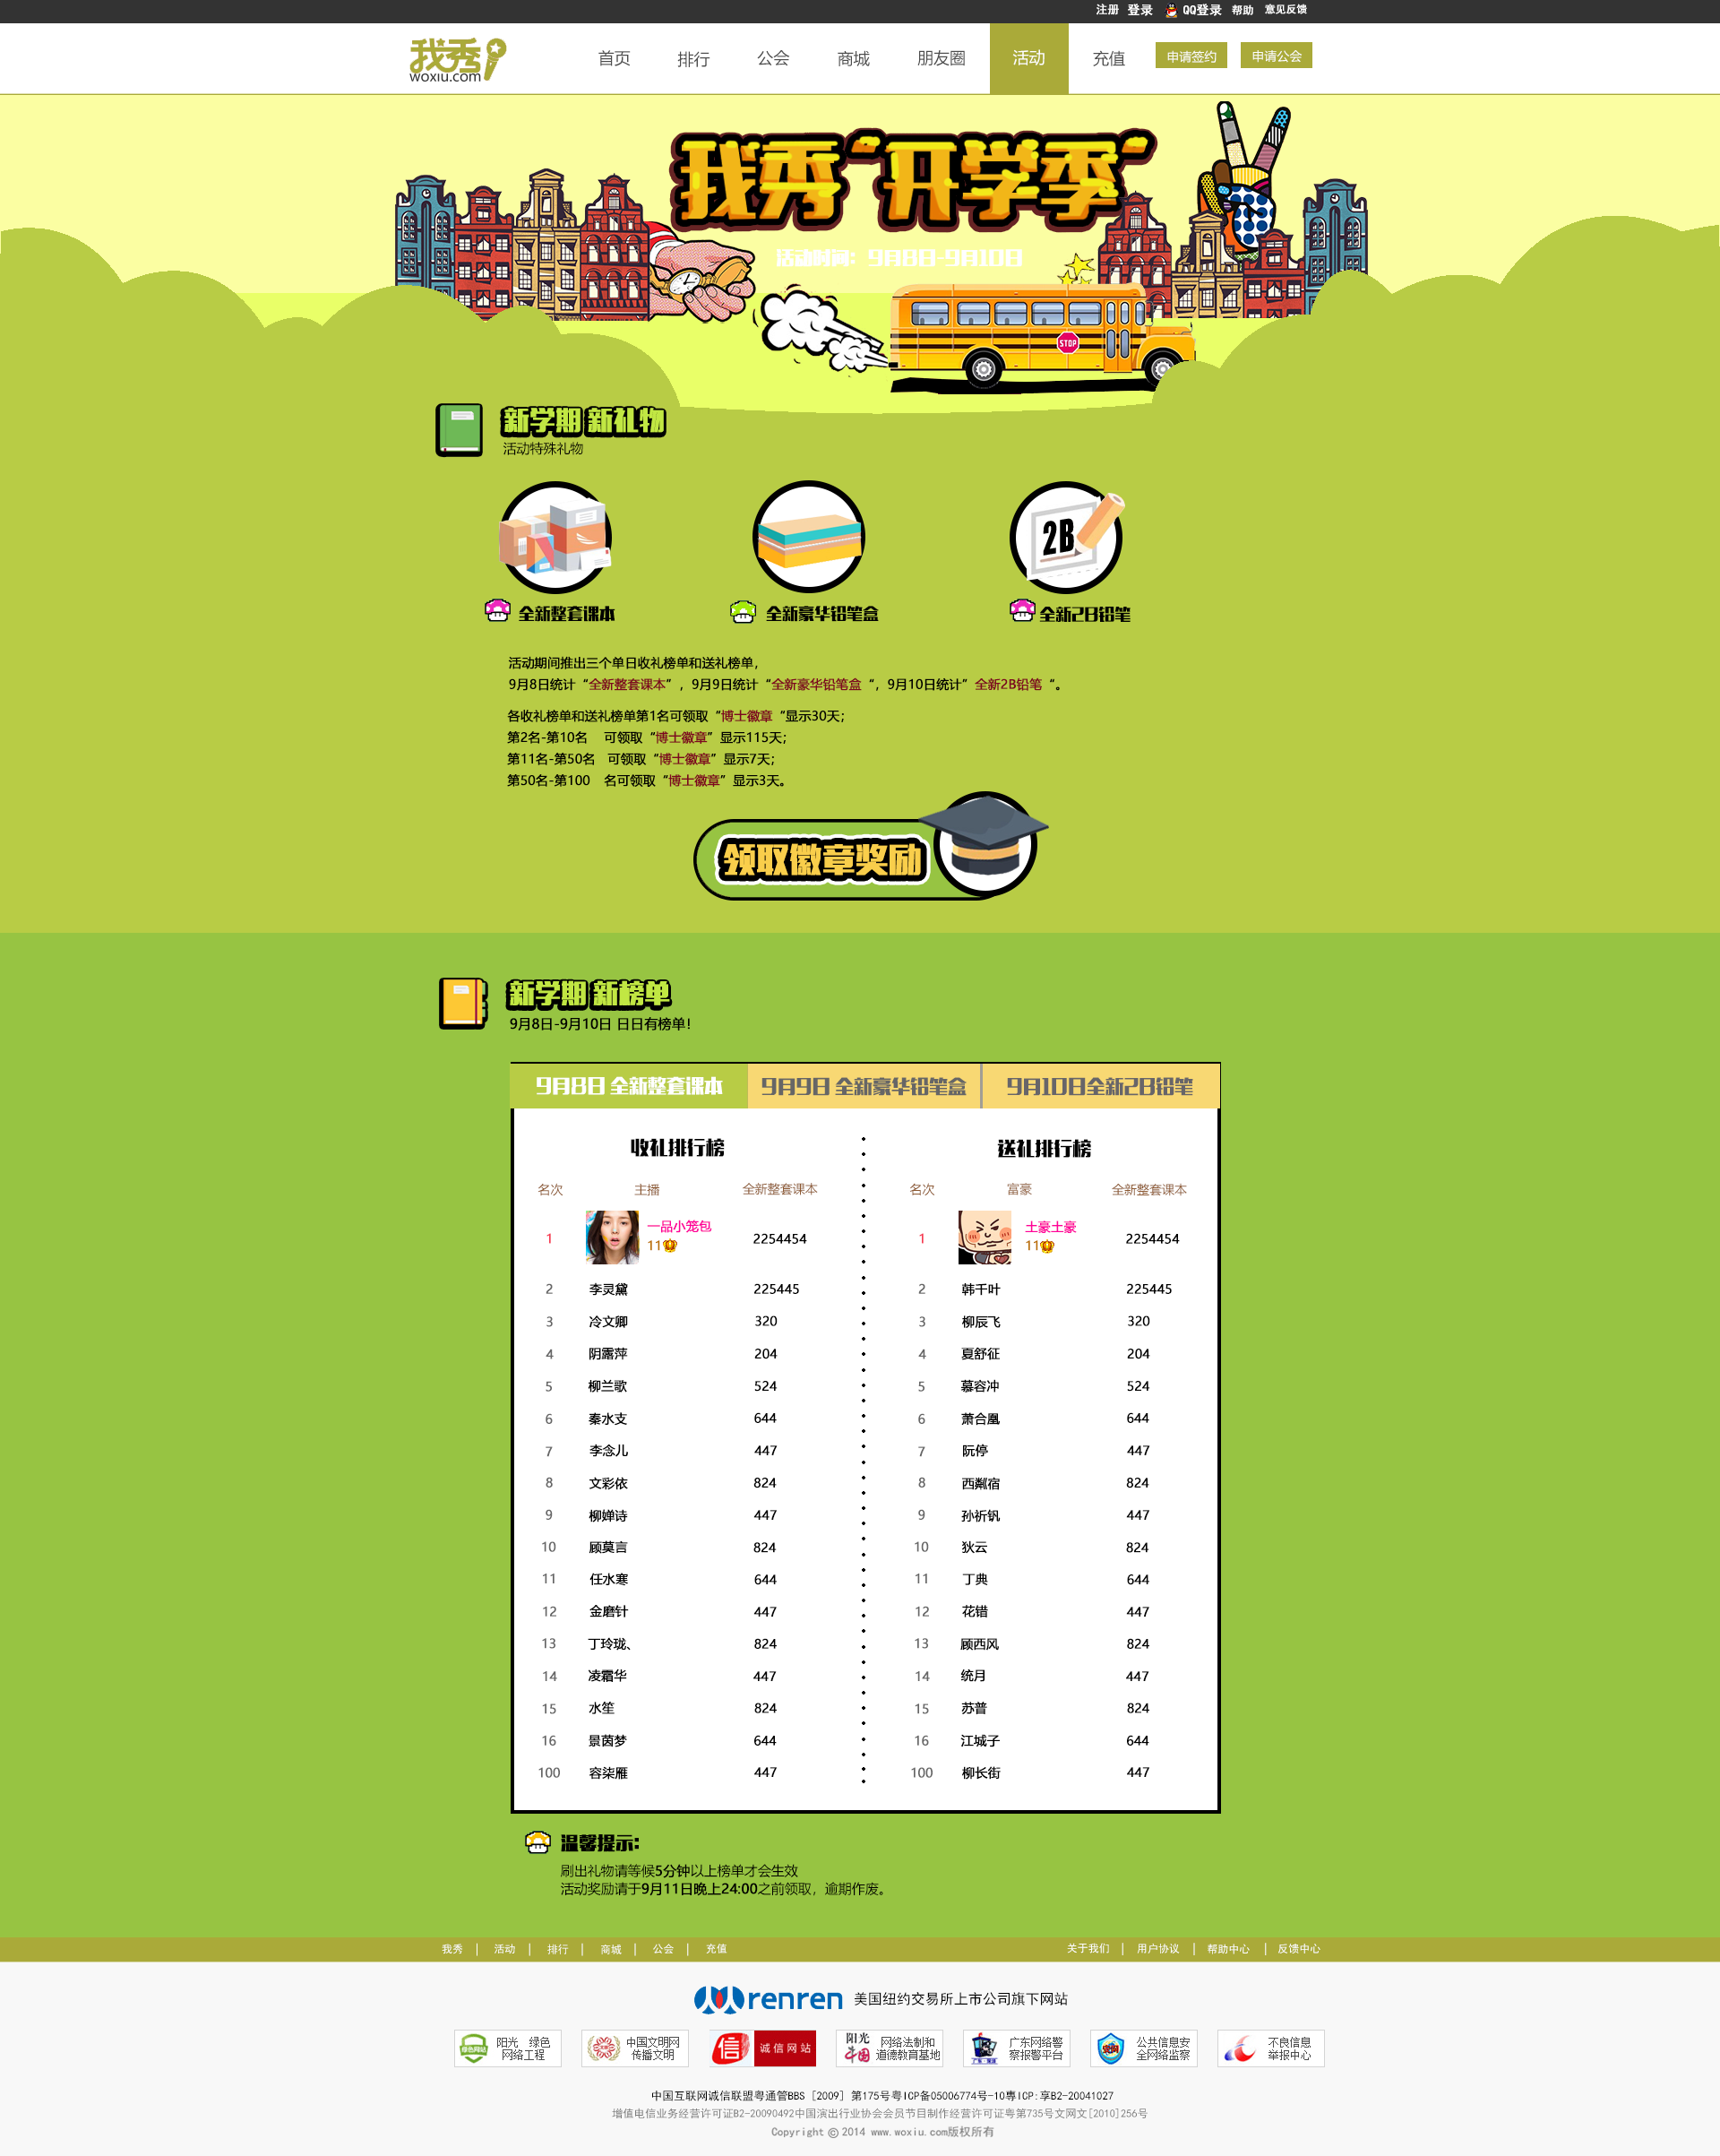 注册 登录 QQ登录 帮助 意见反馈
我秀 woxiu.com 首页 排行 公会 商城 朋友圈 活动 充值 申请签约 申请公会
我秀“开学季”
活动时间：9月8日-9月10日
STOP
新学期 新礼物
活动特殊礼物
2B
全新整套课本 全新豪华铅笔盒 全新2B铅笔
活动期间推出三个单日收礼榜单和送礼榜单，
9月8日统计“全新整套课本”，9月9日统计“全新豪华铅笔盒“，9月10日统计”全新2B铅笔“。
各收礼榜单和送礼榜单第1名可领取“博士徽章“显示30天；
第2名-第10名 可领取“博士徽章”显示115天；
第11名-第50名 可领取“博士徽章”显示7天；
第50名-第100 名可领取“博士徽章”显示3天。
领取徽章奖励
新学期 新榜单
9月8日-9月10日 日日有榜单！
9月8日 全新整套课本 9月9日 全新豪华铅笔盒 9月10日全新2B铅笔
收礼排行榜 送礼排行榜
名次 主播 全新整套课本 名次 富豪 全新整套课本
1 一品小笼包 11 2254454 1 土豪土豪 11 2254454
2 李灵黛 225445 2 韩千叶 225445
3 冷文卿 320 3 柳辰飞 320
4 阴露萍 204 4 夏舒征 204
5 柳兰歌 524 5 慕容冲 524
6 秦水支 644 6 萧合凰 644
7 李念儿 447 7 阮停 447
8 文彩依 824 8 西粼宿 824
9 柳婵诗 447 9 孙祈钒 447
10 顾莫言 824 10 狄云 824
11 任水寒 644 11 丁典 644
12 金磨针 447 12 花错 447
13 丁玲珑、 824 13 顾西风 824
14 凌霜华 447 14 统月 447
15 水笙 824 15 苏普 824
16 景茵梦 644 16 江城子 644
100 容柒雁 447 100 柳长街 447
温馨提示：
刷出礼物请等候5分钟以上榜单才会生效
活动奖励请于9月11日晚上24:00之前领取，逾期作废。
我秀 | 活动 | 排行 | 商城 | 公会 | 充值 关于我们 | 用户协议 | 帮助中心 | 反馈中心
renren 美国纽约交易所上市公司旗下网站
阳光 绿色 网络工程 中国文明网 传播文明 信 诚信网站 网络法制和 道德教育基地 广东网络警 察报警平台 公共信息安 全网络监察 不良信息 举报中心
中国互联网诚信联盟粤通管BBS [2009] 第175号粤ICP备05006774号-10粤ICP:享B2-20041027
增值电信业务经营许可证B2-20090492中国演出行业协会会员节目制作经营许可证粤第735号文网文[2010]256号
Copyright © 2014 www.woxiu.com版权所有